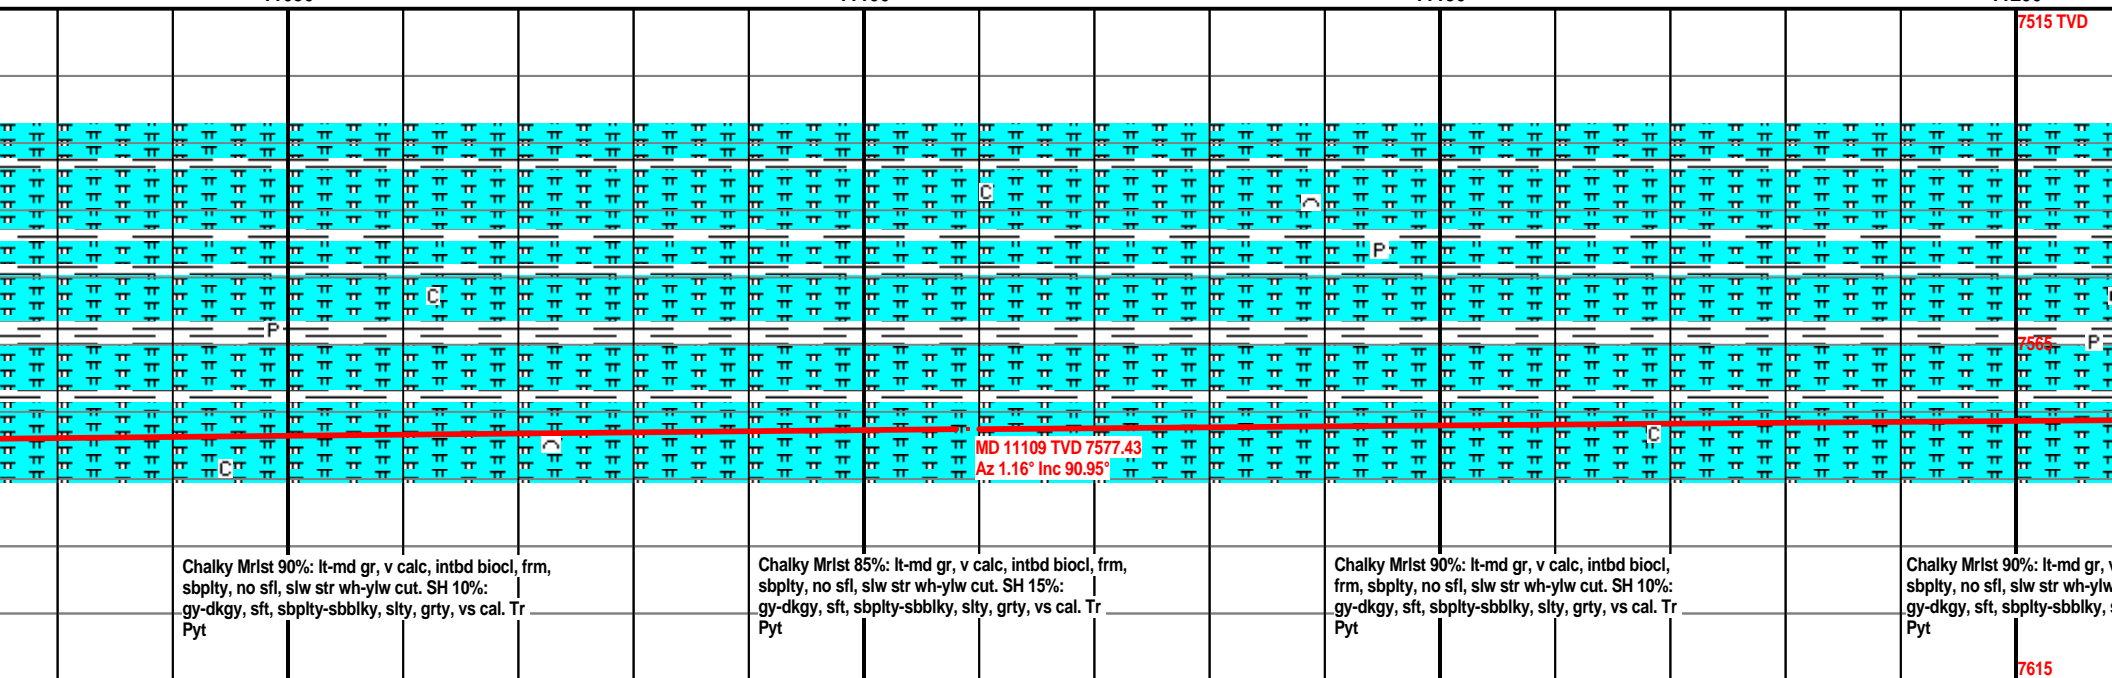 7515 TVD
C
P
C
P
7565
P
C
C
MD 11109 TVD 7577.43
Az 1.16° Inc 90.95°
Chalky Mrlst 90%: lt-md gr, v calc, intbd biocl, frm,
sbplty, no sfl, slw str wh-ylw cut. SH 10%:
gy-dkgy, sft, sbplty-sbblky, slty, grty, vs cal. Tr
Pyt
Chalky Mrlst 85%: lt-md gr, v calc, intbd biocl, frm,
sbplty, no sfl, slw str wh-ylw cut. SH 15%:
gy-dkgy, sft, sbplty-sbblky, slty, grty, vs cal. Tr
Pyt
Chalky Mrlst 90%: lt-md gr, v calc, intbd biocl,
frm, sbplty, no sfl, slw str wh-ylw cut. SH 10%:
gy-dkgy, sft, sbplty-sbblky, slty, grty, vs cal. Tr
Pyt
Chalky Mrlst 90%: lt-md gr, v
sbplty, no sfl, slw str wh-ylw
gy-dkgy, sft, sbplty-sbblky,
Pyt
7615